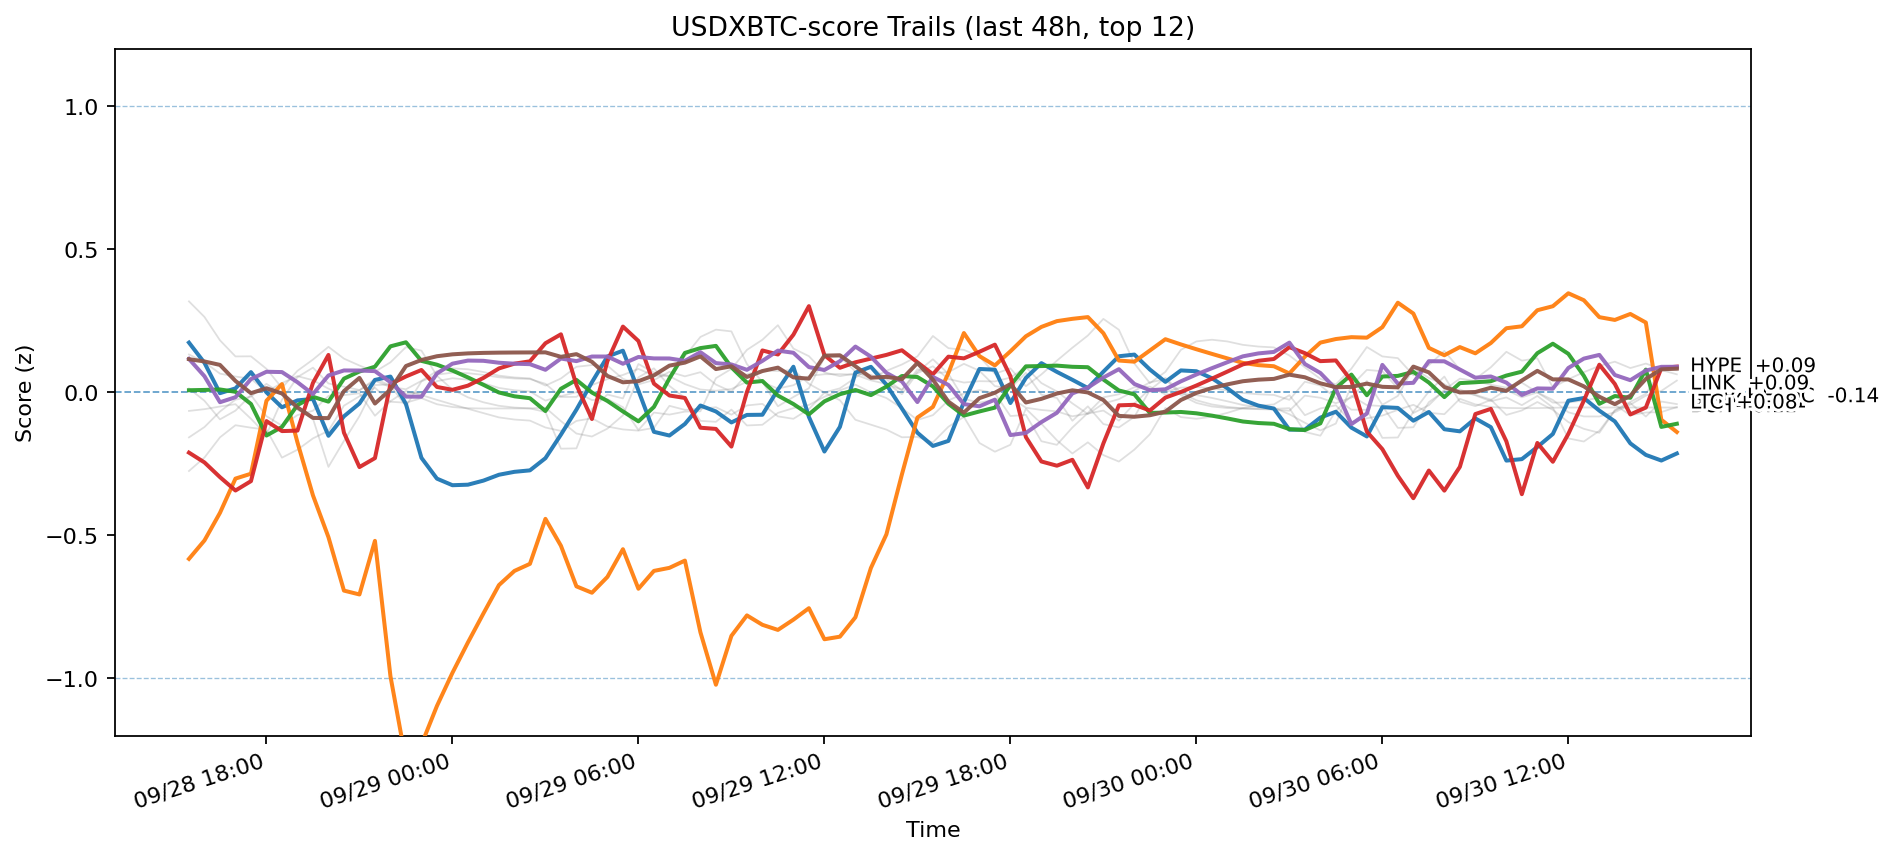 USDXBTC-score Trails (last 48h, top 12)
Score (z)
1.0
0.5
0.0
−0.5
−1.0
HYPE +0.09
LINK +0.09
-0.14
LTC +0.08
09/28 18:00
09/29 00:00
09/29 06:00
09/29 12:00
09/29 18:00
09/30 00:00
09/30 06:00
09/30 12:00
Time